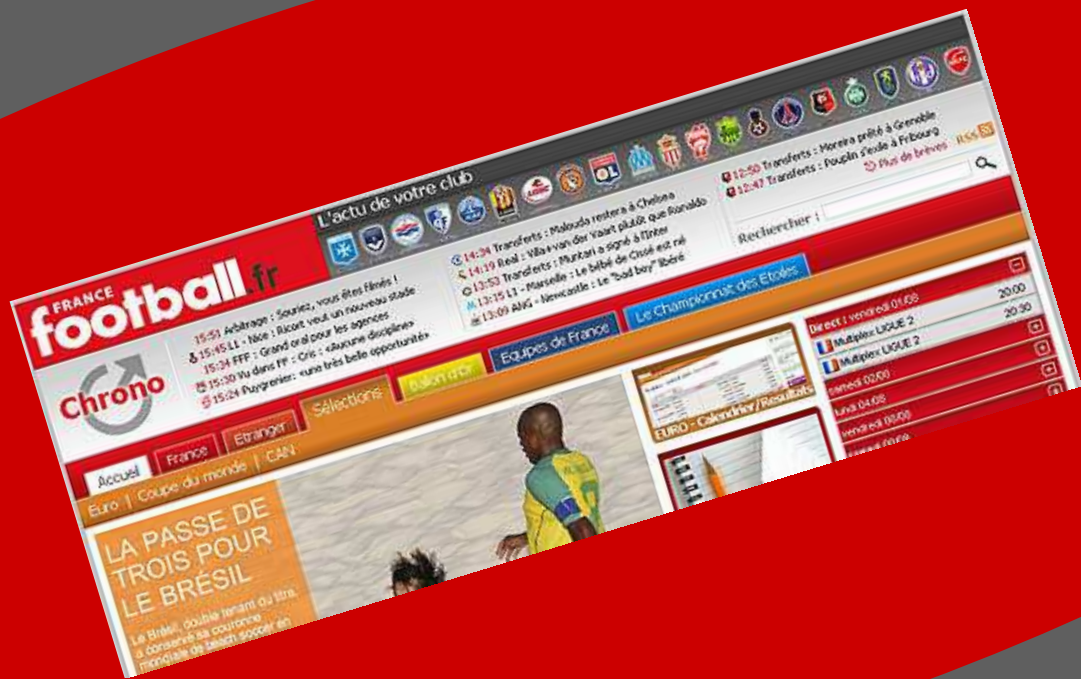 L'actu de votre club
FRANCE
football.fr
Chrono
15:51 Arbitrage : Souriez, vous êtes filmés !
15:45 L1 - Nice : Ricort veut un nouveau stade
15:34 FFF : Grand oral pour les agences
15:30 Vu dans FF : Cris : «Aucune discipline»
15:24 Puygrenier: «une très belle opportunité»
14:34 Transferts : Malouda restera à Chelsea
14:19 Real : Villa+van der Vaart plutôt que Ronaldo
13:53 Transferts : Muntari a signé à l'Inter
13:15 L1 - Marseille : Le bébé de Cissé est né
13:09 ANG - Newcastle : Le "bad boy" libéré
12:50 Transferts : Moreira prêté à Grenoble
12:47 Transferts : Pouplin s'exile à Fribourg
Plus de brèves
RSS
Rechercher :
Accueil
France
Etranger
Sélections
Ballon d'or
Equipes de France
Le Championnat des Etoiles
Euro | Coupe du monde | CAN
LA PASSE DE
TROIS POUR
LE BRÉSIL
Le Brésil, double tenant du titre,
a conservé sa couronne
mondiale de beach soccer en
EURO - Calendrier/Resultats
Direct : vendredi 01/08
Multiplex LIGUE 2 20:00
Multiplex LIGUE 2 20:30
samedi 02/08
lundi 04/08
vendredi 08/08
samedi 09/08